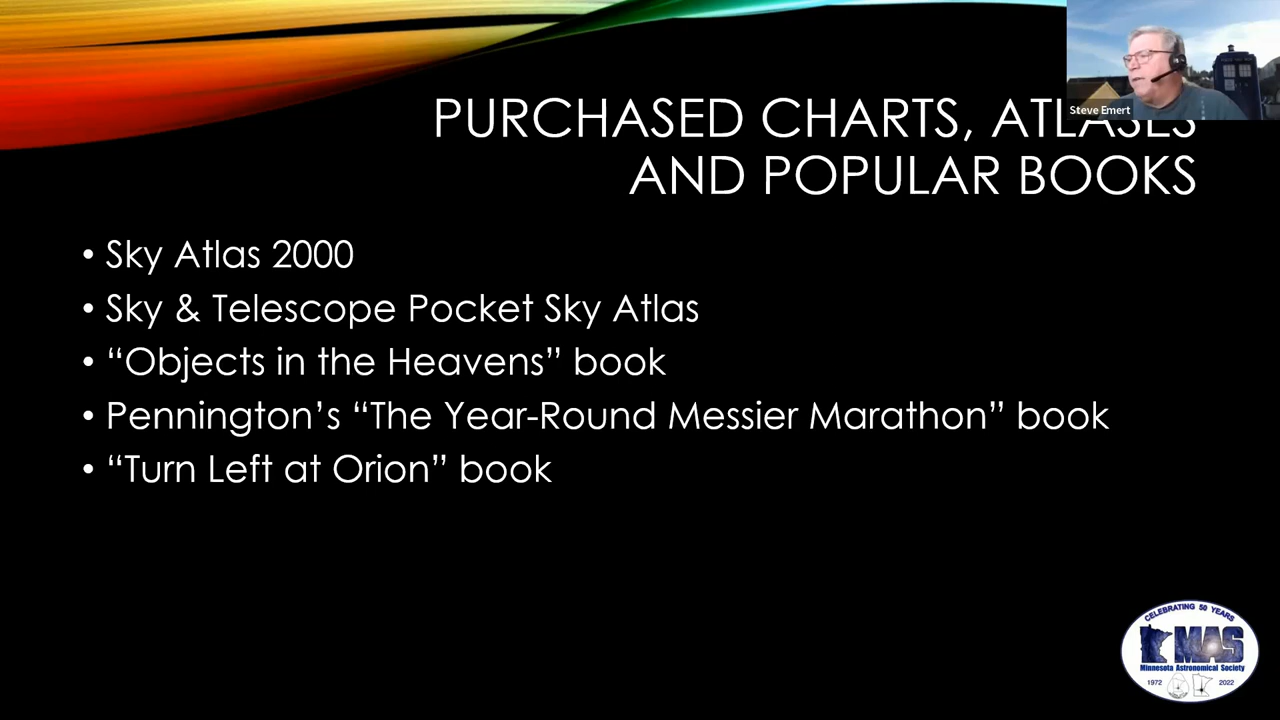 Steve Emert
PURCHASED CHARTS, ATLASES
AND POPULAR BOOKS
• Sky Atlas 2000
• Sky & Telescope Pocket Sky Atlas
• “Objects in the Heavens” book
• Pennington’s “The Year-Round Messier Marathon” book
• “Turn Left at Orion” book
CELEBRATING 50 YEARS
MAS
Minnesota Astronomical Society
1972
2022